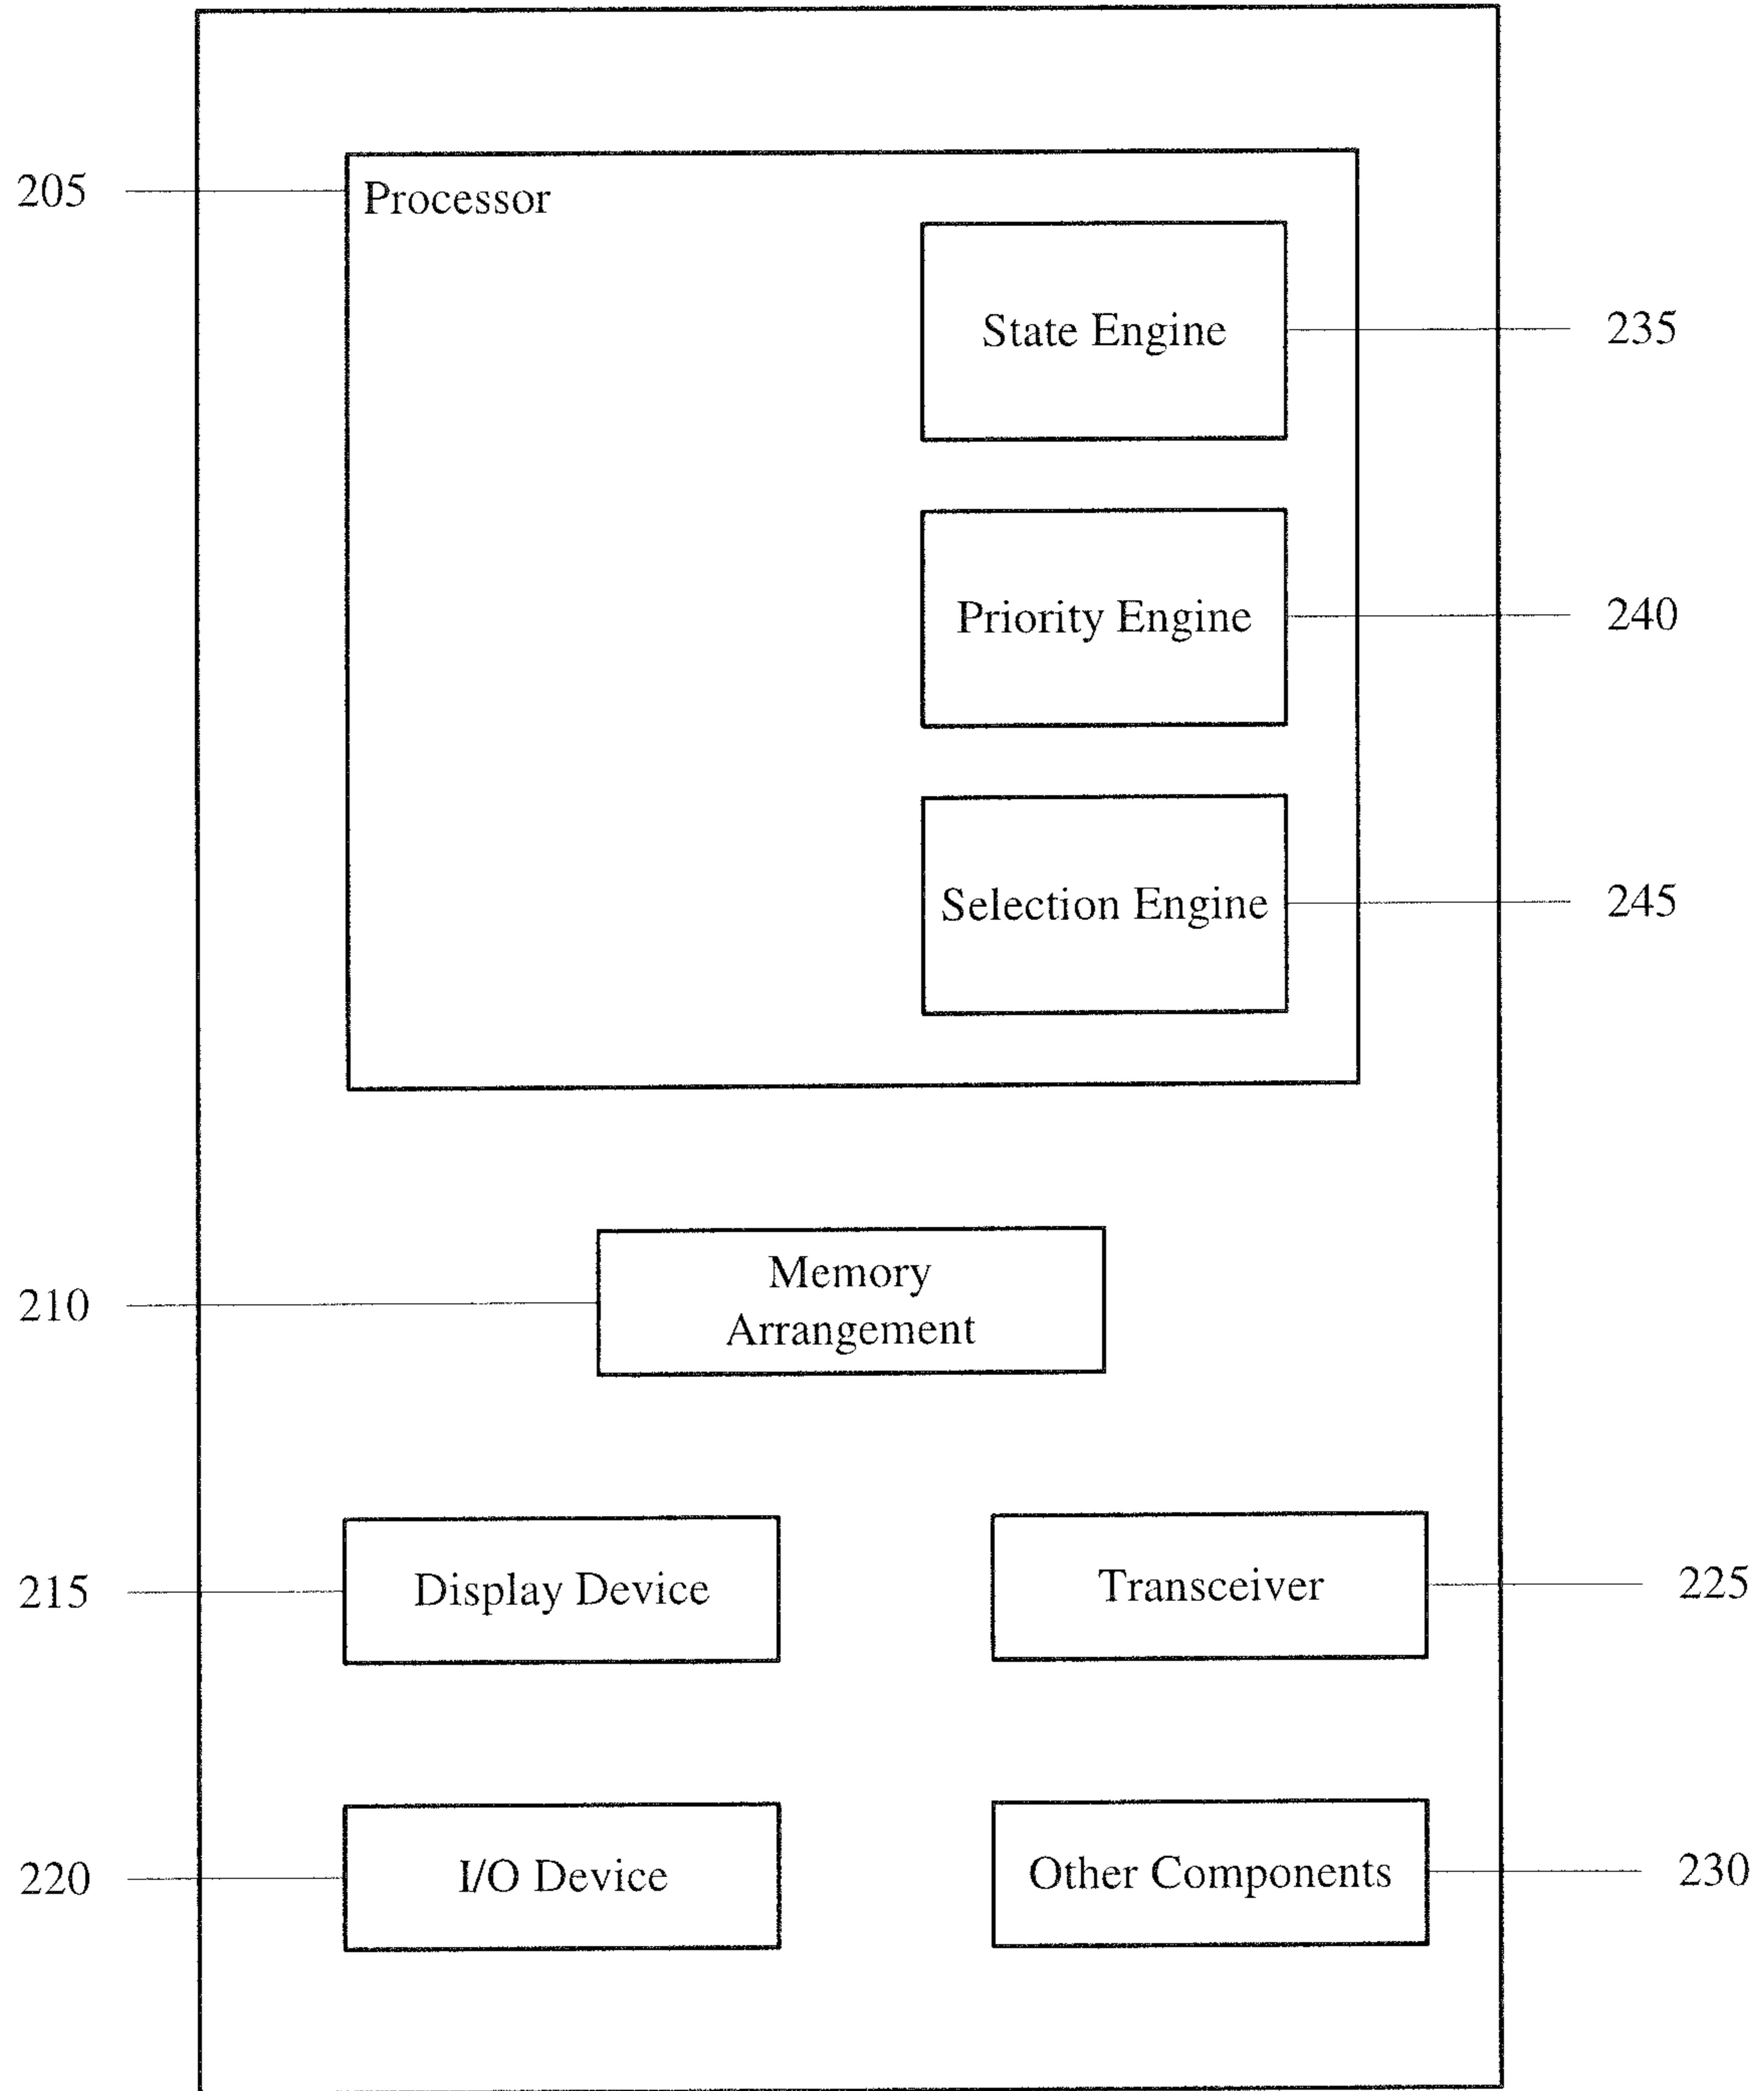 205
Processor
State Engine
235
Priority Engine
240
Selection Engine
245
210
Memory
Arrangement
215
Display Device
Transceiver
225
220
I/O Device
Other Components
230